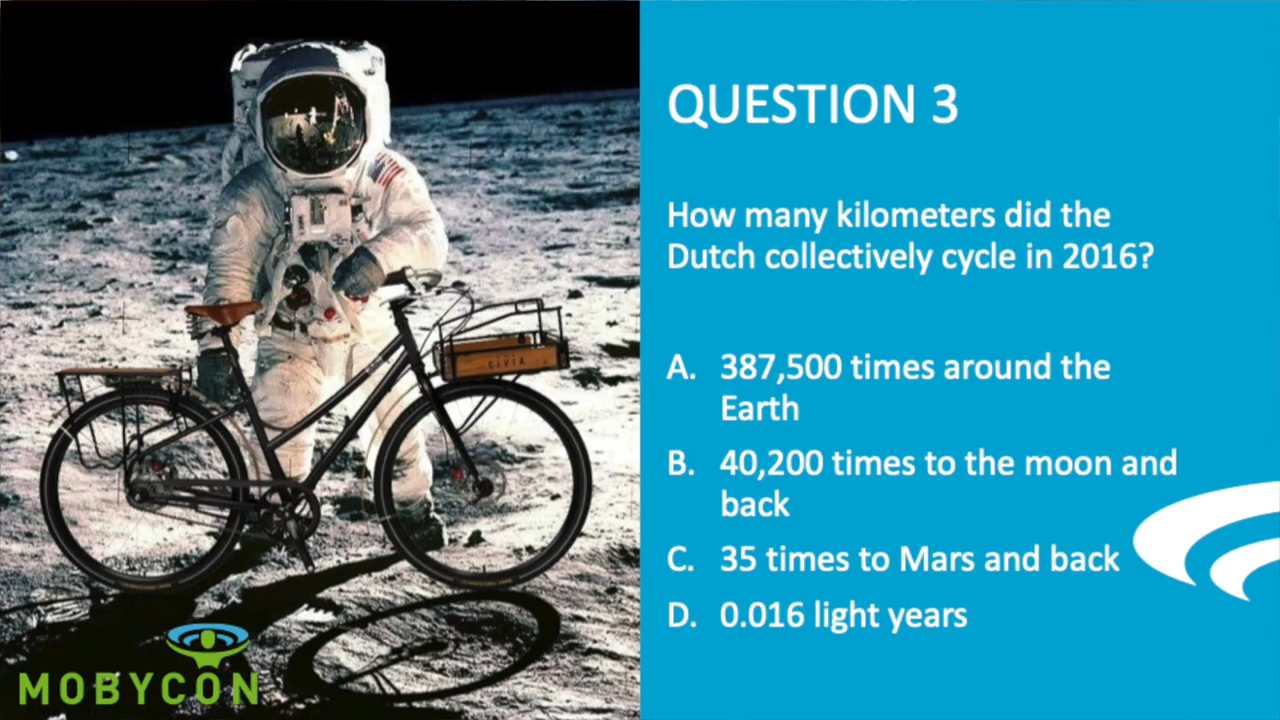 QUESTION 3
How many kilometers did the
Dutch collectively cycle in 2016?
A. 387,500 times around the
Earth
B. 40,200 times to the moon and
back
C. 35 times to Mars and back
D. 0.016 light years
CIVIA
MOBYCON